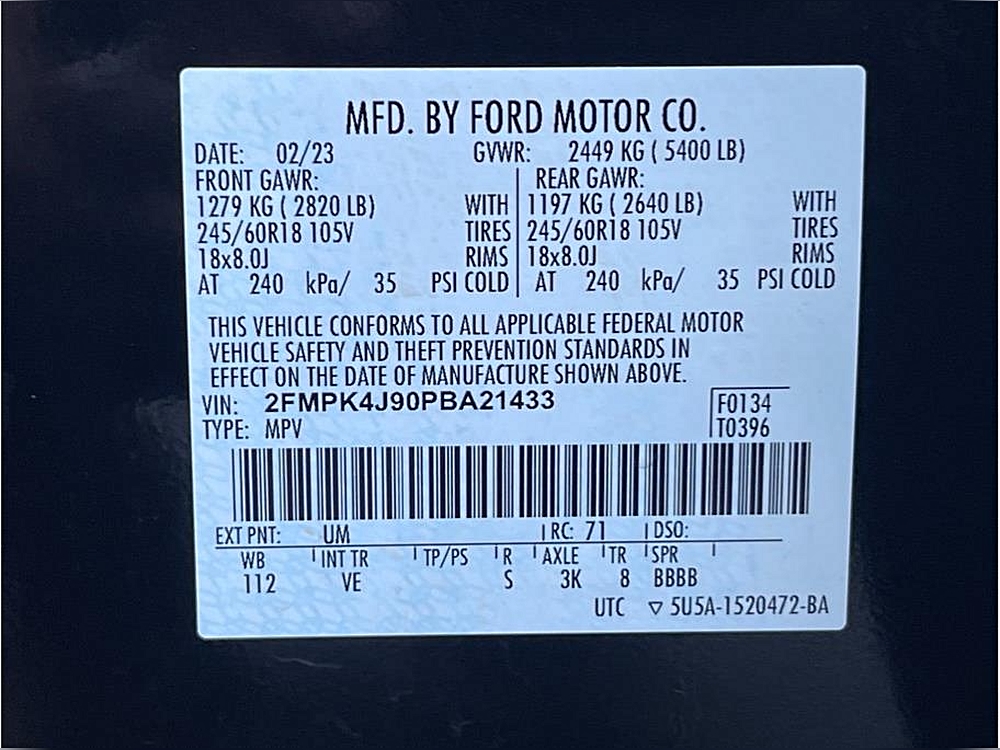 MFD. BY FORD MOTOR CO.
DATE: 02/23 GVWR: 2449 KG ( 5400 LB)
FRONT GAWR: REAR GAWR:
1279 KG ( 2820 LB) WITH 1197 KG ( 2640 LB) WITH
245/60R18 105V TIRES 245/60R18 105V TIRES
18x8.0J RIMS 18x8.0J RIMS
AT 240 kPa/ 35 PSI COLD AT 240 kPa/ 35 PSI COLD
THIS VEHICLE CONFORMS TO ALL APPLICABLE FEDERAL MOTOR
VEHICLE SAFETY AND THEFT PREVENTION STANDARDS IN
EFFECT ON THE DATE OF MANUFACTURE SHOWN ABOVE.
VIN: 2FMPK4J90PBA21433 F0134
TYPE: MPV T0396
EXT PNT: UM RC: 71 DSO:
WB INT TR TP/PS R AXLE TR SPR
112 VE S 3K 8 BBBB
UTC ▽ 5U5A-1520472-BA